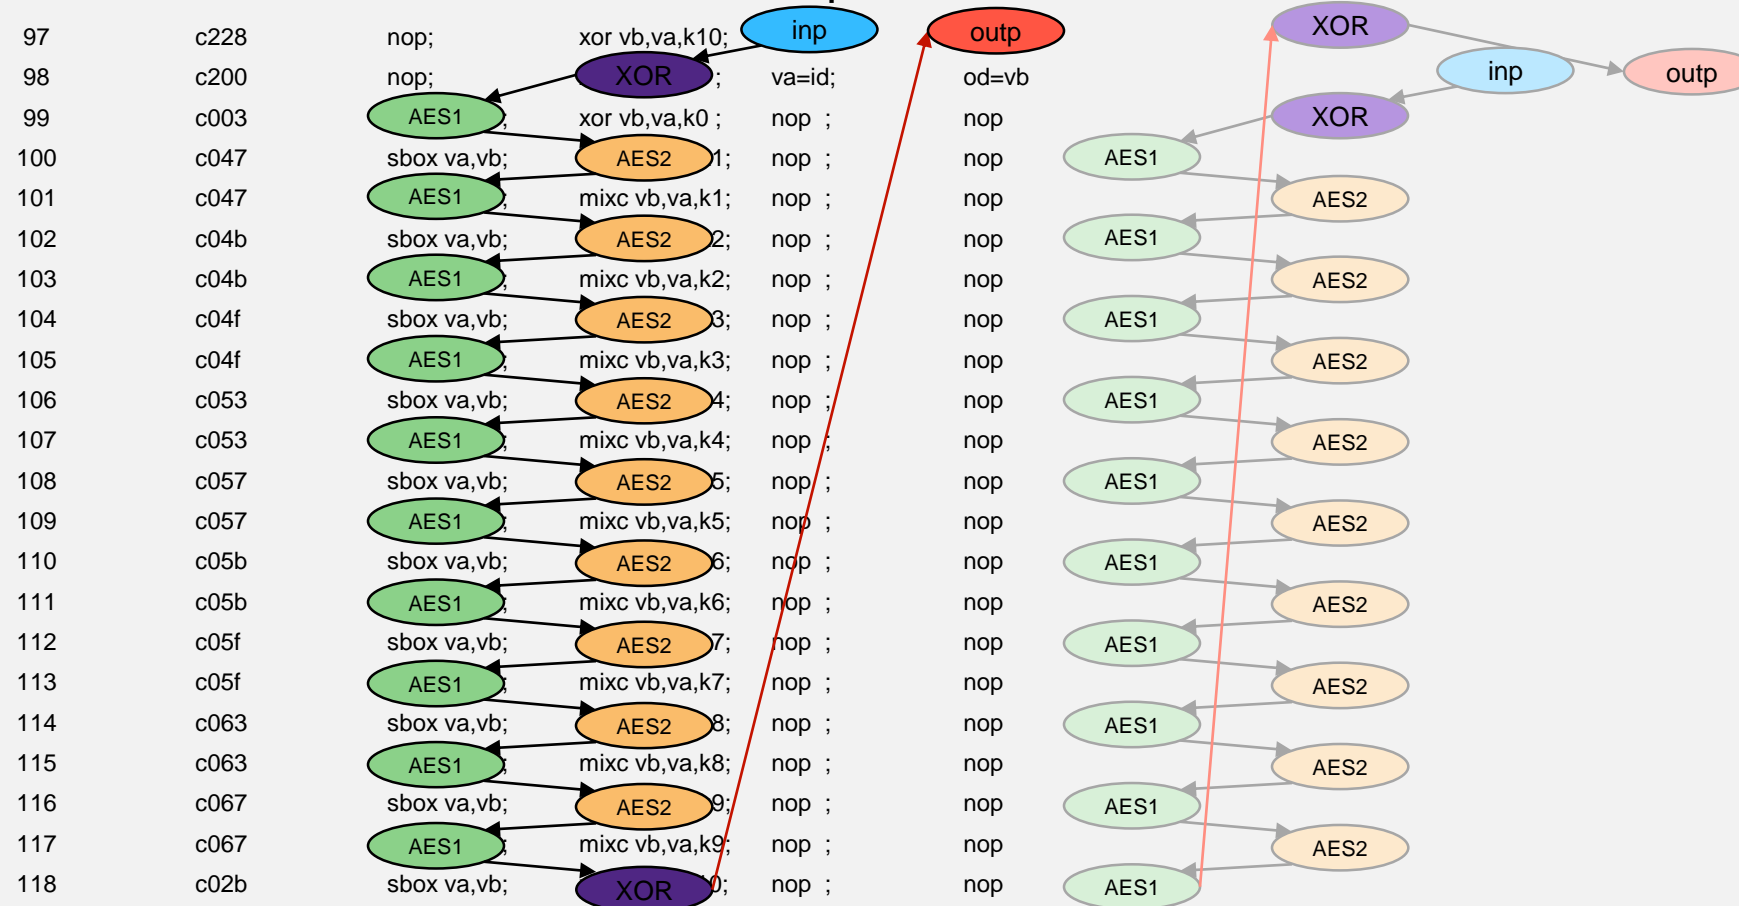 97 c228 nop; xor vb,va,k10; inp outp XOR
98 c200 nop; XOR ; va=id; od=vb inp outp
99 c003 AES1 ; xor vb,va,k0 ; nop ; nop XOR
100 c047 sbox va,vb; AES2 1; nop ; nop AES1
101 c047 AES1 ; mixc vb,va,k1; nop ; nop AES2
102 c04b sbox va,vb; AES2 2; nop ; nop AES1
103 c04b AES1 ; mixc vb,va,k2; nop ; nop AES2
104 c04f sbox va,vb; AES2 3; nop ; nop AES1
105 c04f AES1 ; mixc vb,va,k3; nop ; nop AES2
106 c053 sbox va,vb; AES2 4; nop ; nop AES1
107 c053 AES1 ; mixc vb,va,k4; nop ; nop AES2
108 c057 sbox va,vb; AES2 5; nop ; nop AES1
109 c057 AES1 ; mixc vb,va,k5; nop ; nop AES2
110 c05b sbox va,vb; AES2 6; nop ; nop AES1
111 c05b AES1 ; mixc vb,va,k6; nop ; nop AES2
112 c05f sbox va,vb; AES2 7; nop ; nop AES1
113 c05f AES1 ; mixc vb,va,k7; nop ; nop AES2
114 c063 sbox va,vb; AES2 8; nop ; nop AES1
115 c063 AES1 ; mixc vb,va,k8; nop ; nop AES2
116 c067 sbox va,vb; AES2 9; nop ; nop AES1
117 c067 AES1 ; mixc vb,va,k9; nop ; nop AES2
118 c02b sbox va,vb; XOR 0; nop ; nop AES1